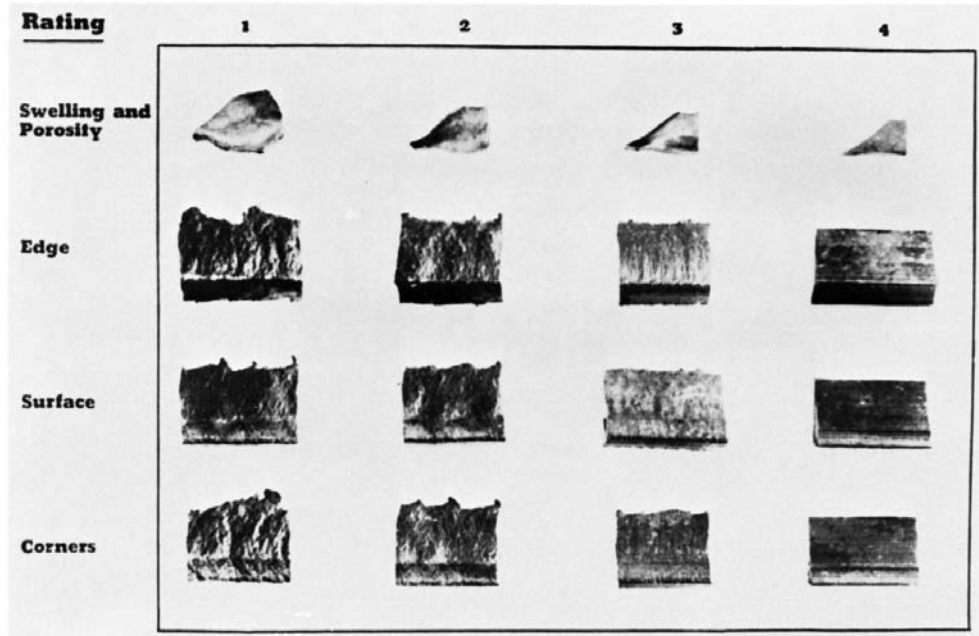 Rating 1 2 3 4
Swelling and
Porosity
Edge
Surface
Corners